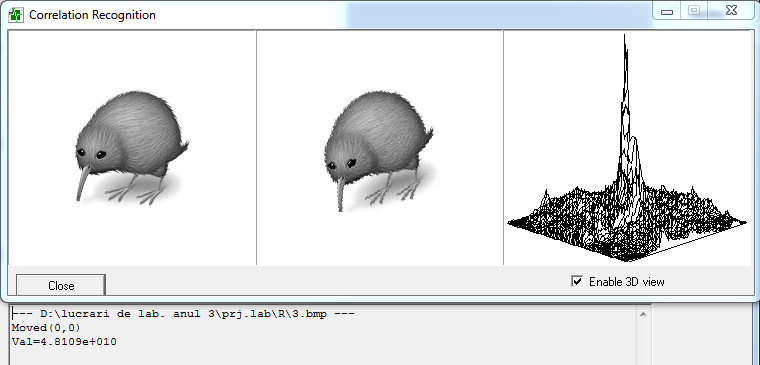 Correlation Recognition
Close
Enable 3D view
--- D:\lucrari de lab. anul 3\prj.lab\R\3.bmp ---
Moved(0,0)
Val=4.8109e+010